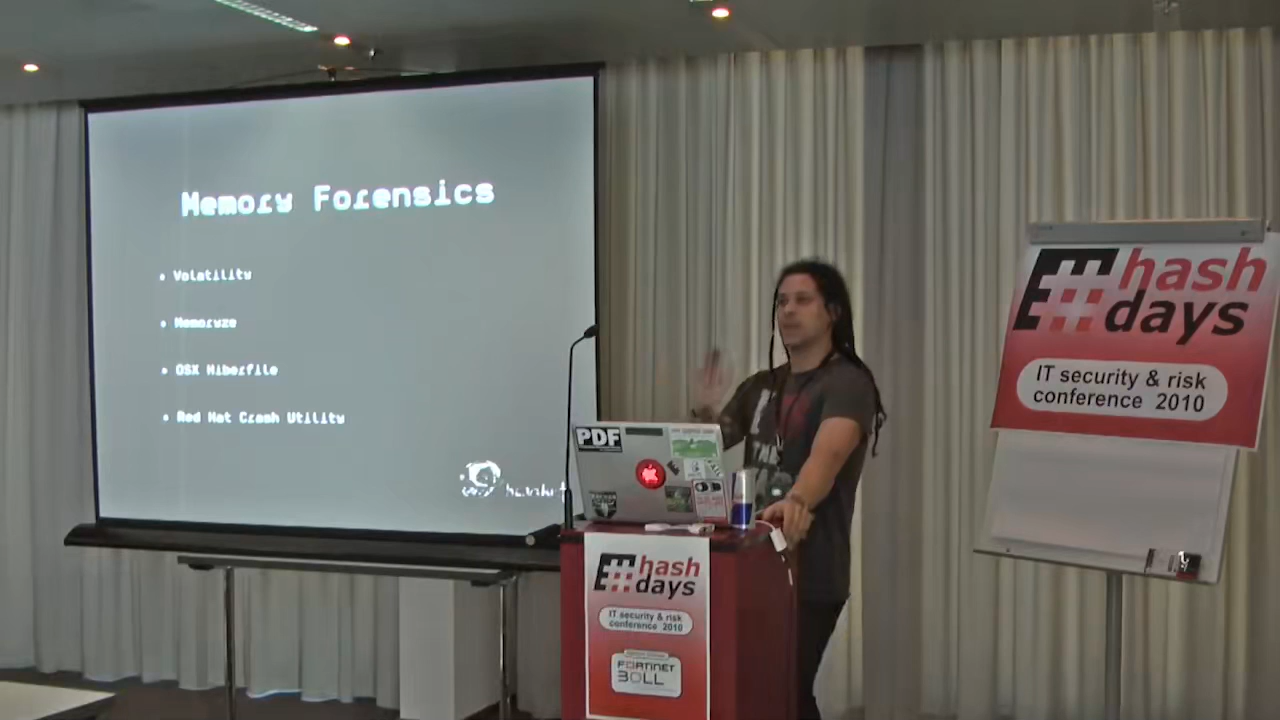 Memory Forensics
• Volatility
• Memoryze
• OSX Hiberfile
• Red Hat Crash Utility
PDF
hash
days
IT security & risk
conference 2010
hash
days
IT security & risk
conference 2010
FORTINET
BOLL